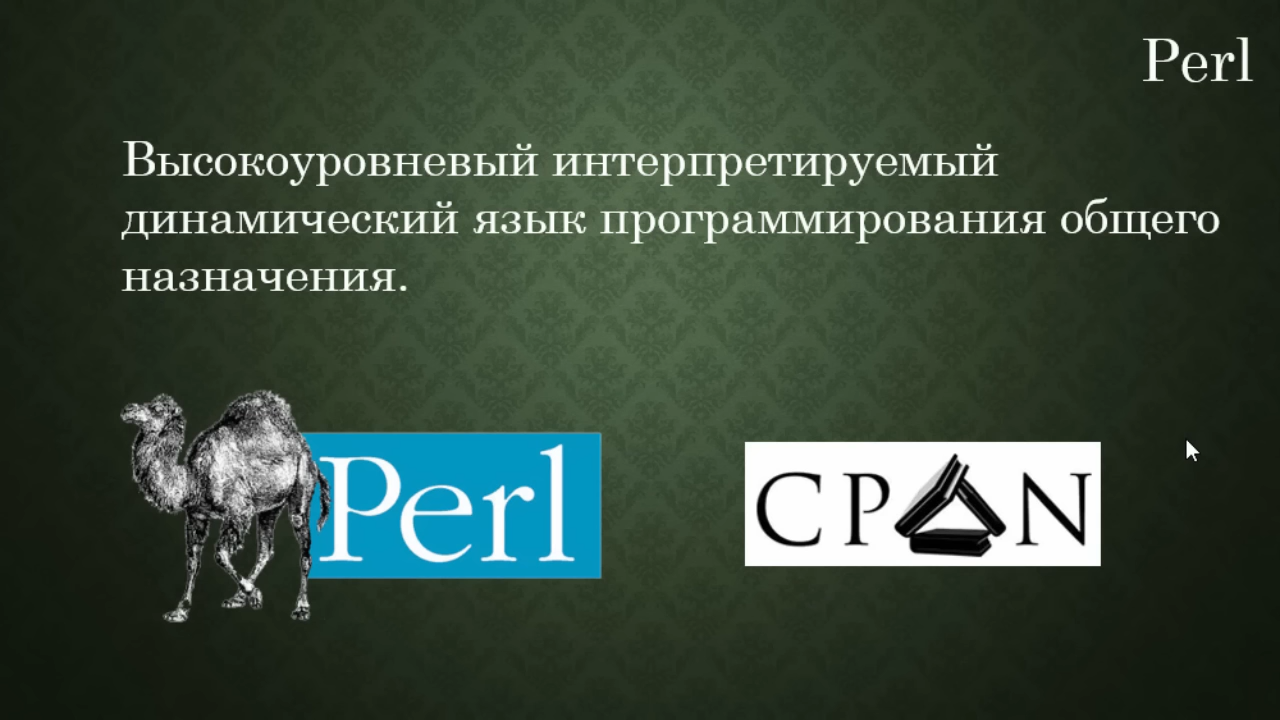 Perl
Высокоуровневый интерпретируемый
динамический язык программирования общего
назначения.
Perl
CPAN